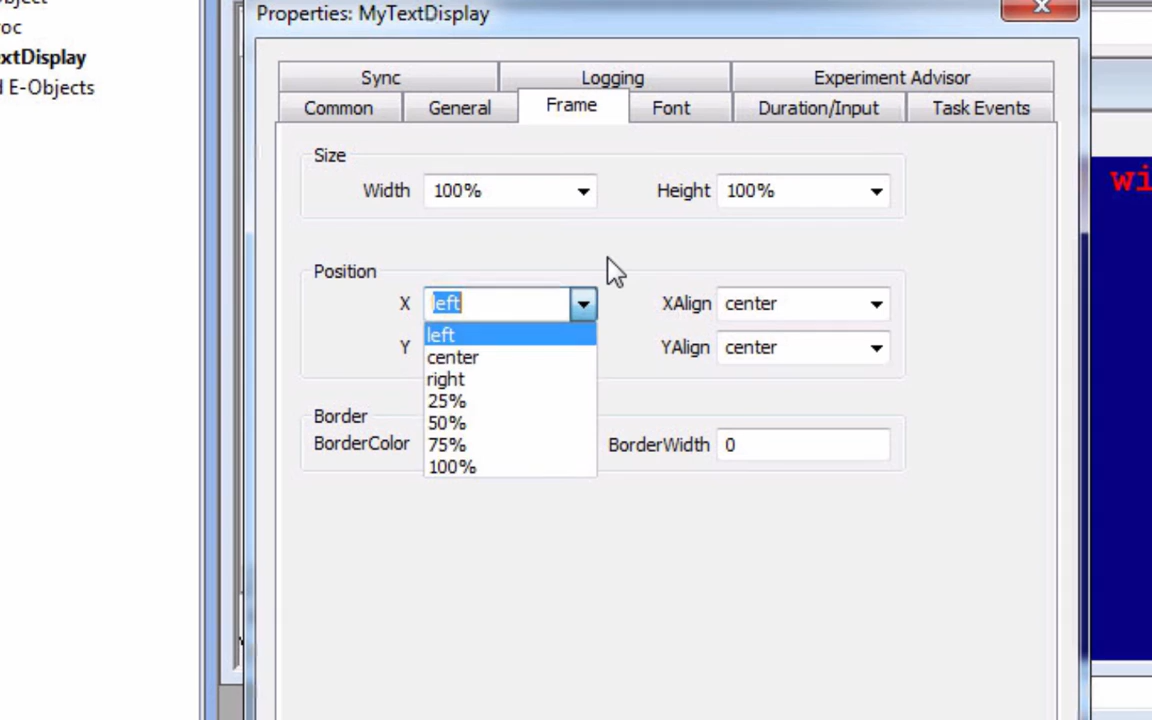 Properties: MyTextDisplay
oc
xtDisplay
E-Objects
Sync Logging Experiment Advisor
Common General Frame Font Duration/Input Task Events
Size
Width 100% Height 100%
Position
X left XAlign center
left
Y YAlign center
center
right
25%
50%
75%
100%
Border
BorderColor BorderWidth 0
wi